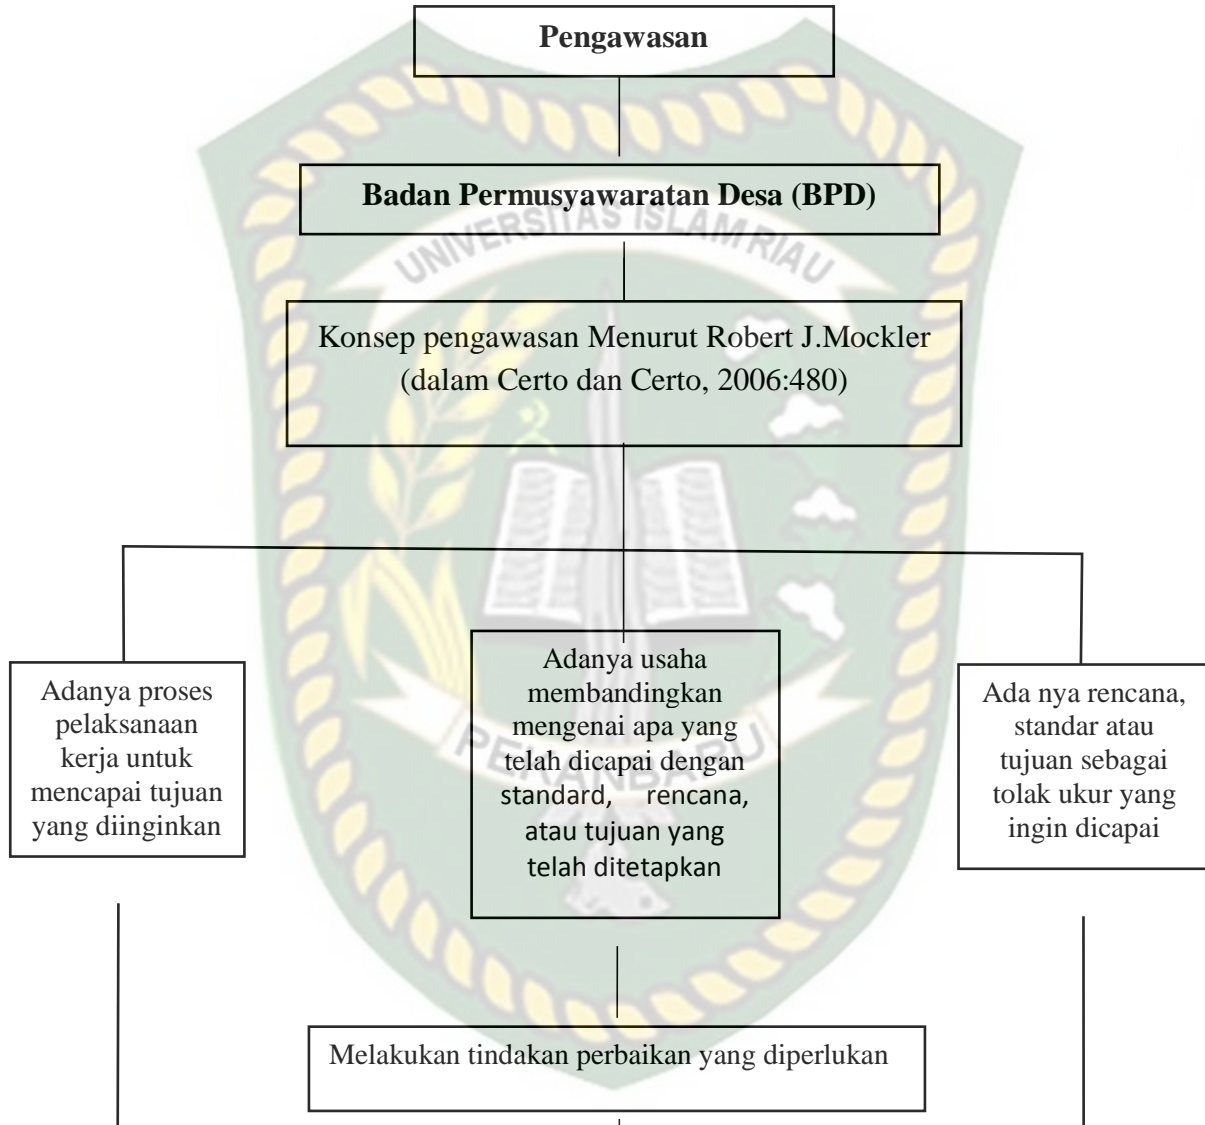 Pengawasan
Badan Permusyawaratan Desa (BPD)
UNIVERSITAS ISLAM RIAU
Konsep pengawasan Menurut Robert J.Mockler
(dalam Certo dan Certo, 2006:480)
Adanya proses
pelaksanaan
kerja untuk
mencapai tujuan
yang diinginkan
Adanya usaha
membandingkan
mengenai apa yang
telah dicapai dengan
standard, rencana,
atau tujuan yang
telah ditetapkan
Ada nya rencana,
standar atau
tujuan sebagai
tolak ukur yang
ingin dicapai
PEKANBARU
Melakukan tindakan perbaikan yang diperlukan